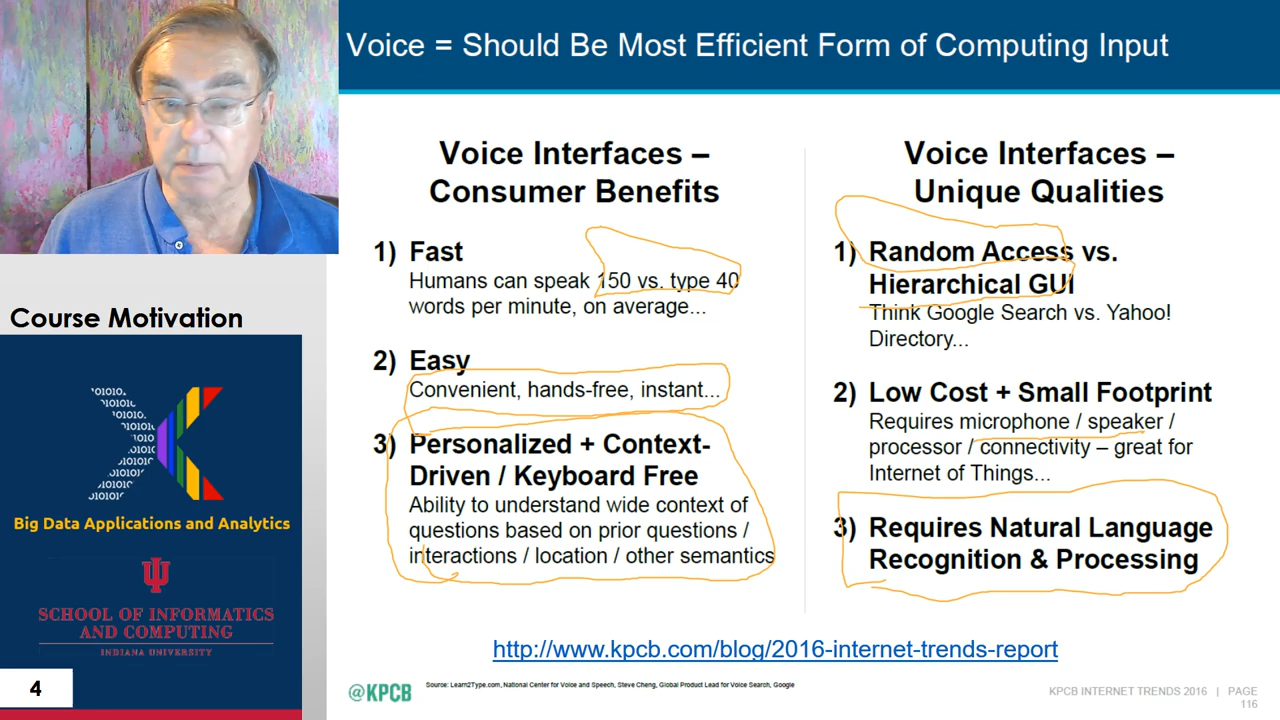 Voice = Should Be Most Efficient Form of Computing Input
Voice Interfaces –
Consumer Benefits
1) Fast
Humans can speak 150 vs. type 40
words per minute, on average...
2) Easy
Convenient, hands-free, instant...
3) Personalized + Context-
Driven / Keyboard Free
Ability to understand wide context of
questions based on prior questions /
interactions / location / other semantics
Voice Interfaces –
Unique Qualities
1) Random Access vs.
Hierarchical GUI
Think Google Search vs. Yahoo!
Directory...
2) Low Cost + Small Footprint
Requires microphone / speaker /
processor / connectivity – great for
Internet of Things...
3) Requires Natural Language
Recognition & Processing
http://www.kpcb.com/blog/2016-internet-trends-report
@KPCB
Source: Learn2Type.com, National Center for Voice and Speech, Steve Cheng, Global Product Lead for Voice Search, Google
KPCB INTERNET TRENDS 2016 | PAGE
116
Course Motivation
Big Data Applications and Analytics
SCHOOL OF INFORMATICS
AND COMPUTING
INDIANA UNIVERSITY
4